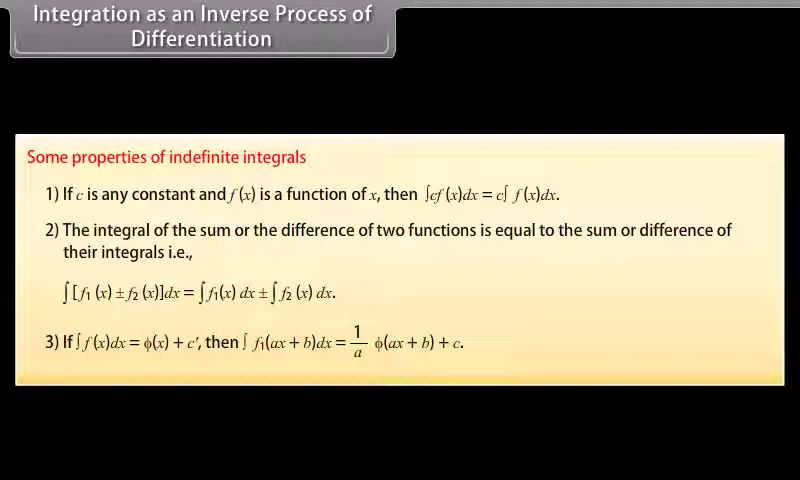 Integration as an Inverse Process of
Differentiation
Some properties of indefinite integrals
1) If c is any constant and f (x) is a function of x, then ∫cf (x)dx = c∫ f (x)dx.
2) The integral of the sum or the difference of two functions is equal to the sum or difference of
their integrals i.e.,
∫ [ f₁ (x) ± f₂ (x)]dx = ∫ f₁(x) dx ± ∫ f₂ (x) dx.
3) If ∫ f (x)dx = ϕ(x) + c′, then ∫ f₁(ax + b)dx = 1/a ϕ(ax + b) + c.